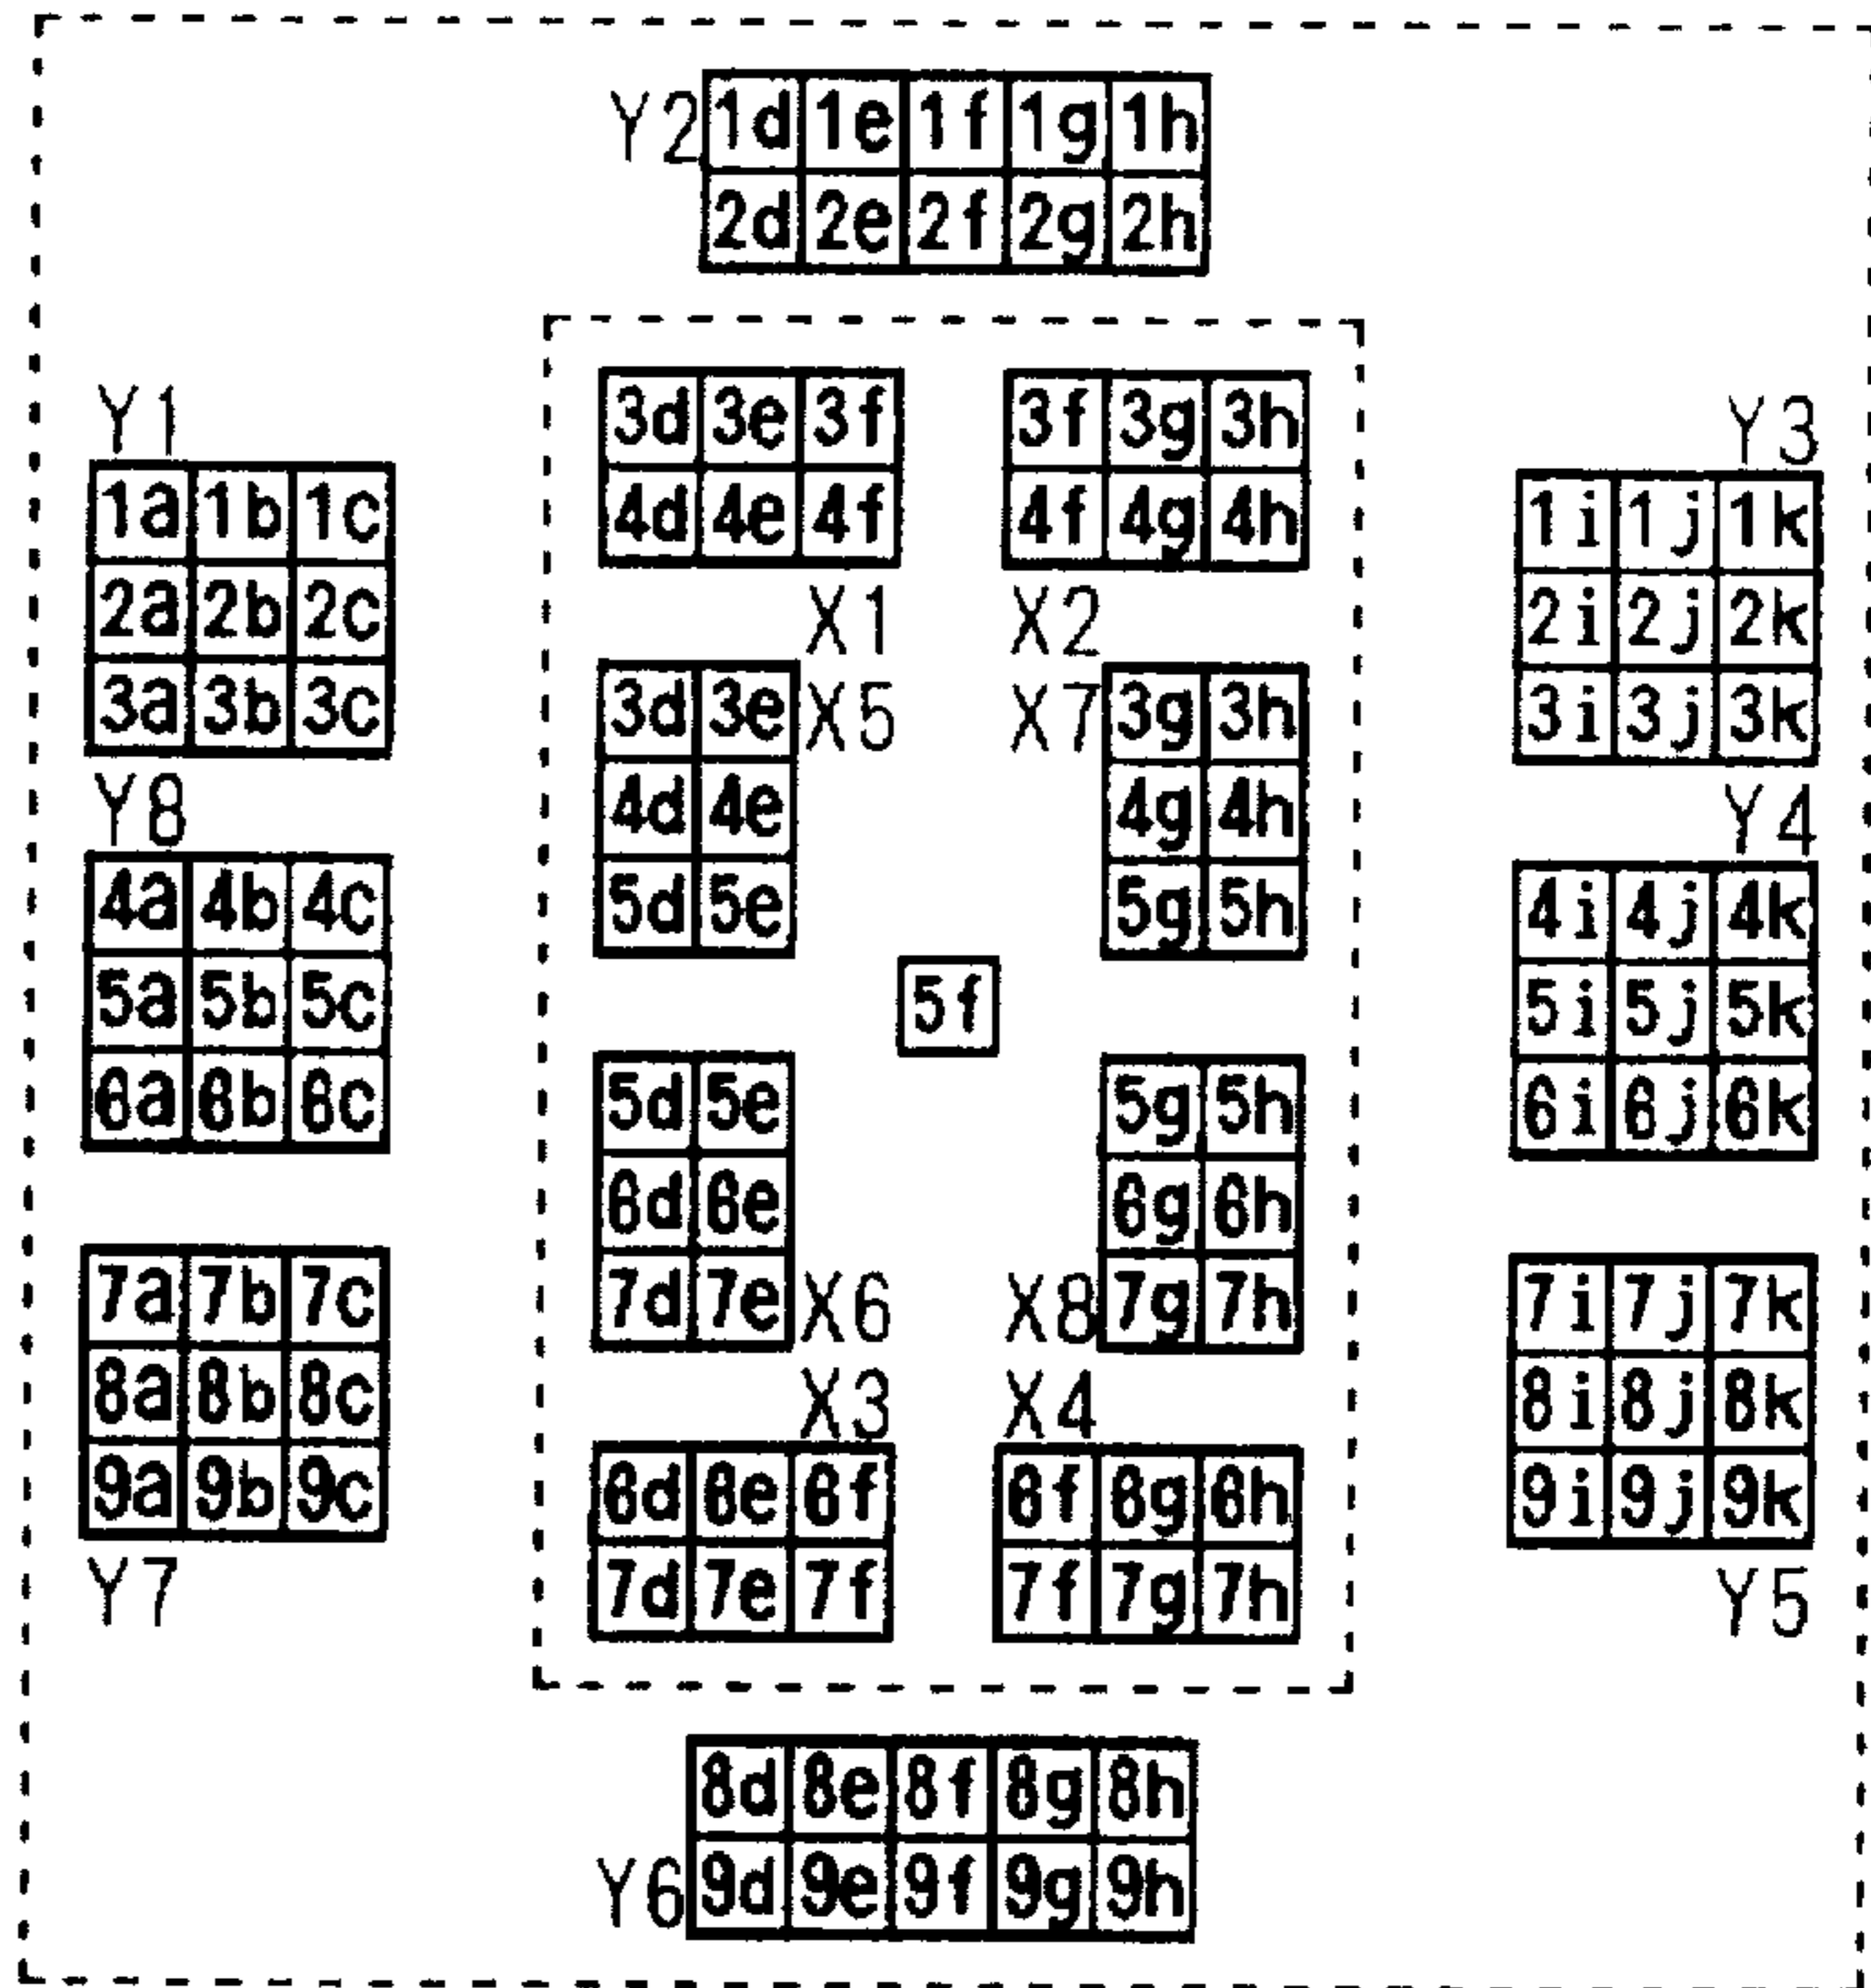 Y2
1d 1e 1f 1g 1h
2d 2e 2f 2g 2h
Y1
1a 1b 1c
2a 2b 2c
3a 3b 3c
Y8
4a 4b 4c
5a 5b 5c
6a 6b 6c
7a 7b 7c
8a 8b 8c
9a 9b 9c
Y7
3d 3e 3f
4d 4e 4f
X1
3f 3g 3h
4f 4g 4h
X2
X5
3d 3e
4d 4e
5d 5e
X7
3g 3h
4g 4h
5g 5h
5f
5d 5e
6d 6e
7d 7e
X6
5g 5h
6g 6h
7g 7h
X8
X3
6d 6e 6f
7d 7e 7f
X4
6f 6g 6h
7f 7g 7h
Y3
1i 1j 1k
2i 2j 2k
3i 3j 3k
Y4
4i 4j 4k
5i 5j 5k
6i 6j 6k
7i 7j 7k
8i 8j 8k
9i 9j 9k
Y5
8d 8e 8f 8g 8h
9d 9e 9f 9g 9h
Y6